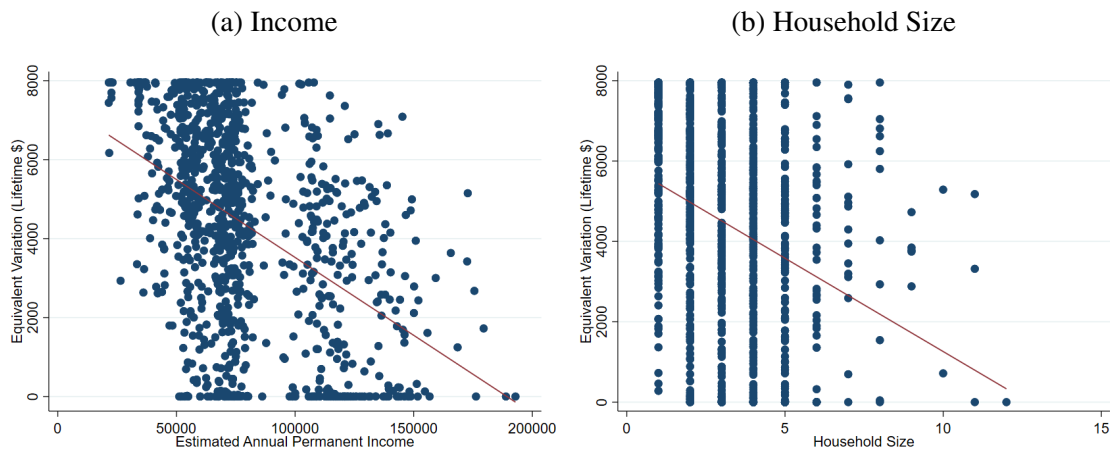 (a) Income
(b) Household Size
Equivalent Variation (Lifetime $)
8000
6000
4000
2000
0
0 50000 100000 150000 200000
Estimated Annual Permanent Income
Equivalent Variation (Lifetime $)
8000
6000
4000
2000
0
0 5 10 15
Household Size